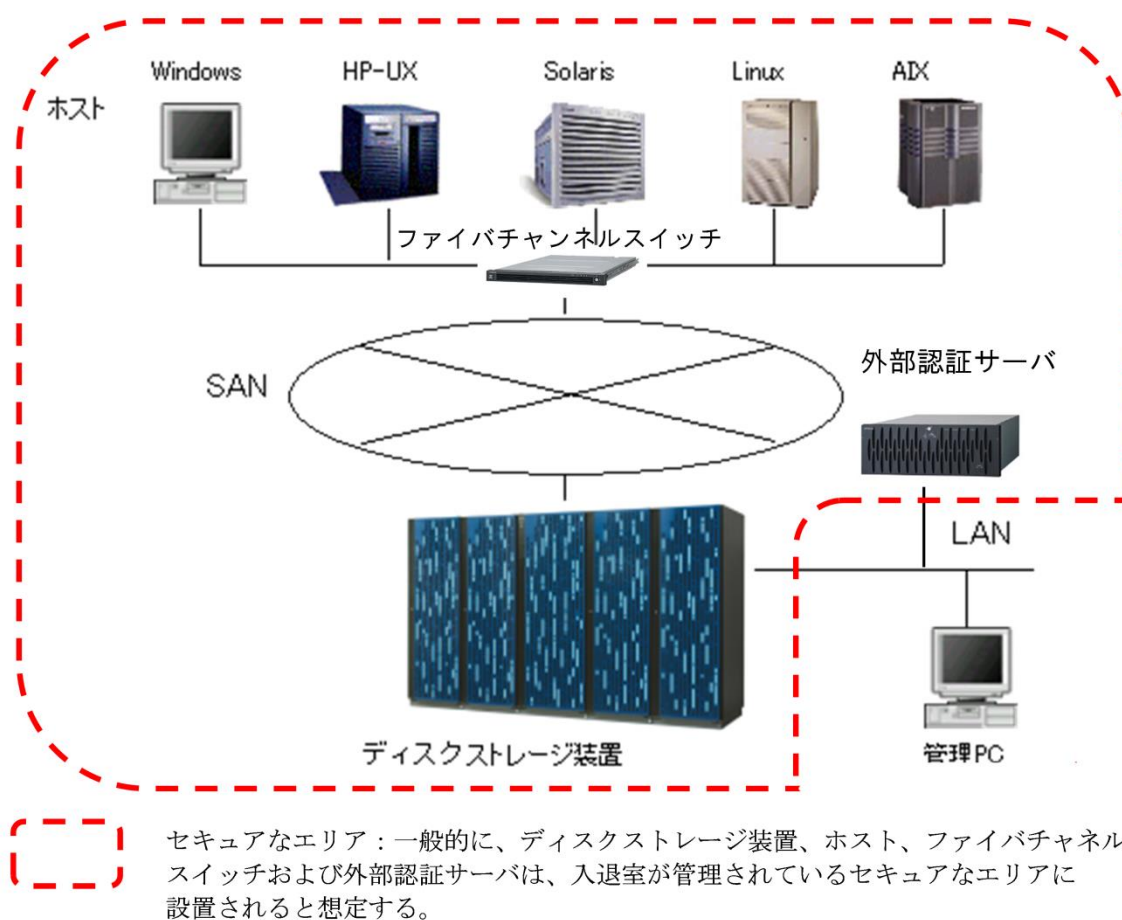 Windows
HP-UX
Solaris
Linux
AIX
ホスト
ファイバチャンネルスイッチ
SAN
外部認証サーバ
LAN
ディスクストレージ装置
管理PC
セキュアなエリア：一般的に、ディスクストレージ装置、ホスト、ファイバチャネル
スイッチおよび外部認証サーバは、入退室が管理されているセキュアなエリアに
設置されると想定する。